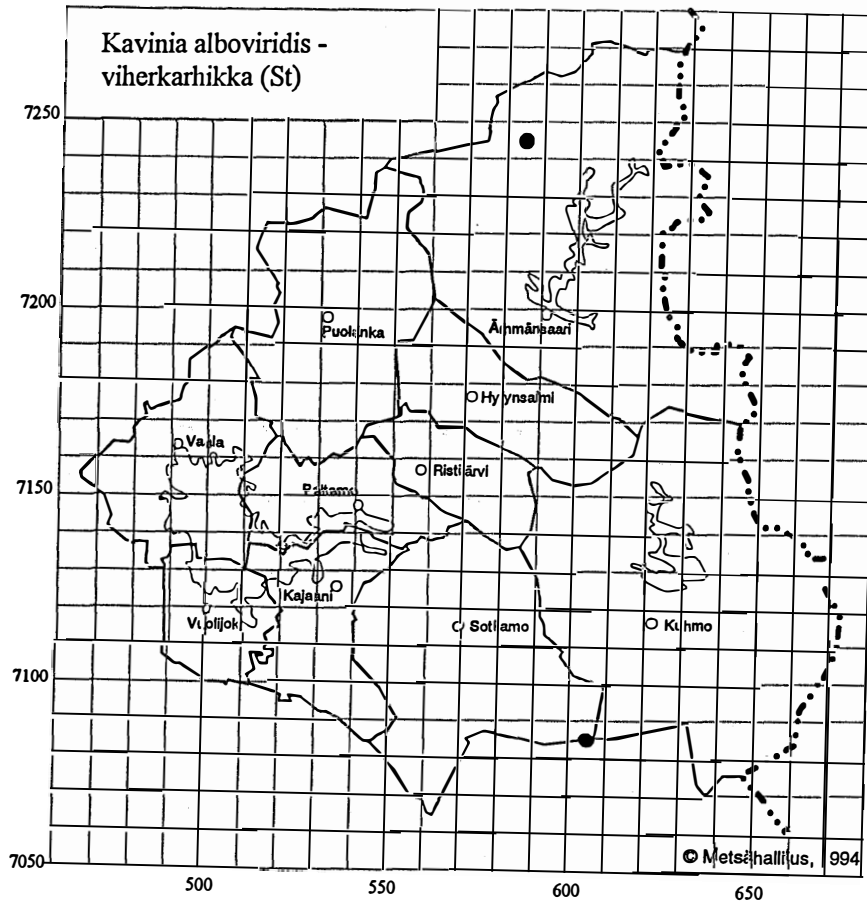 Kavinia alboviridis -
viherkarhikka (St)
7250
7200
Puolanka
Ämmänsaari
Hyrynsalmi
Vaala
Ristijärvi
7150
Paltamo
Kajaani
Vuolijoki
Sotkamo
Kuhmo
7100
© Metsähallitus, 1994
7050
500
550
600
650